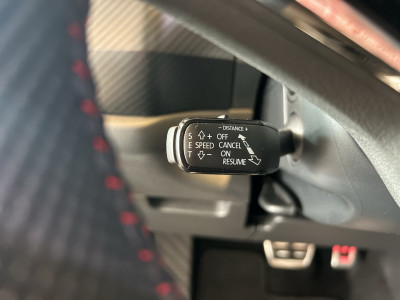 - DISTANCE +
S ⇧ + OFF
E SPEED CANCEL
T ⇩ - ON
RESUME